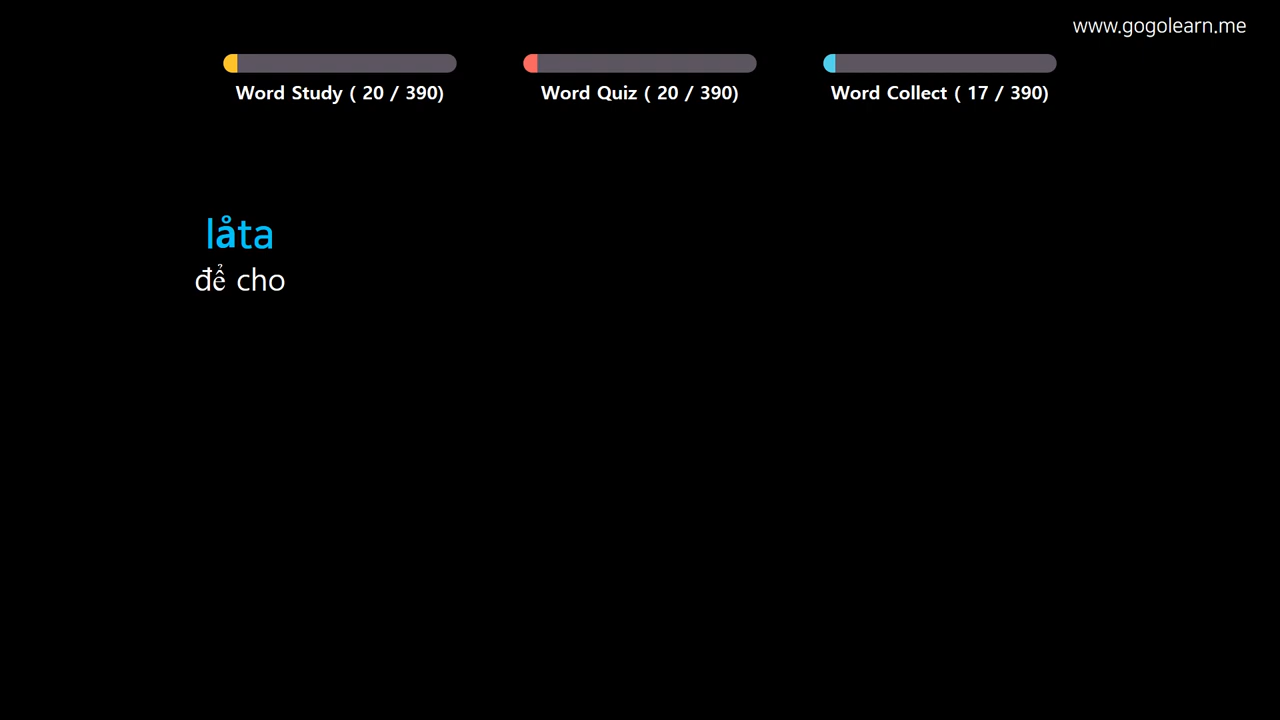 www.gogolearn.me
Word Study ( 20 / 390)
Word Quiz ( 20 / 390)
Word Collect ( 17 / 390)
låta
để cho